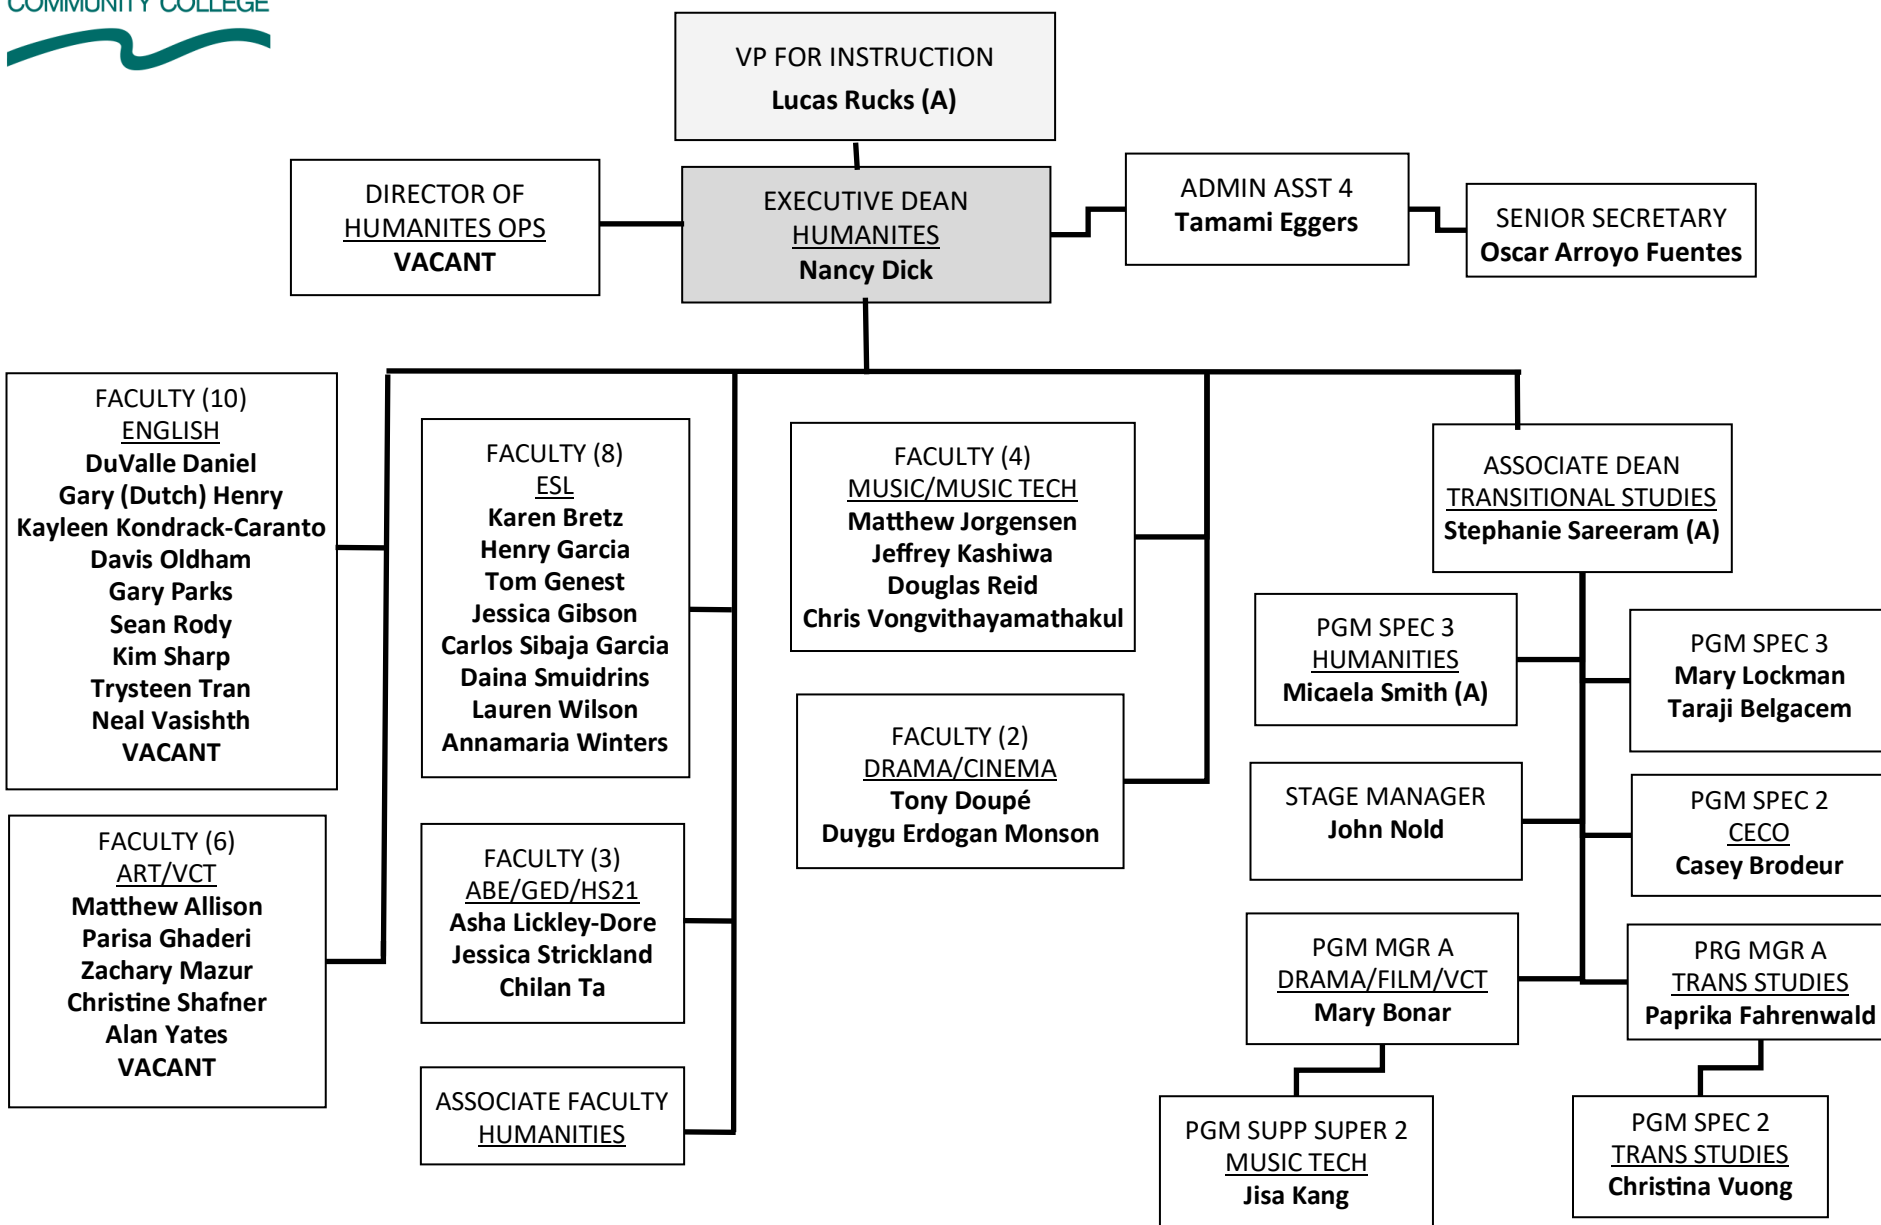 COMMUNITY COLLEGE
VP FOR INSTRUCTION
Lucas Rucks (A)
DIRECTOR OF
HUMANITES OPS
VACANT
EXECUTIVE DEAN
HUMANITES
Nancy Dick
ADMIN ASST 4
Tamami Eggers
SENIOR SECRETARY
Oscar Arroyo Fuentes
FACULTY (10)
ENGLISH
DuValle Daniel
Gary (Dutch) Henry
Kayleen Kondrack-Caranto
Davis Oldham
Gary Parks
Sean Rody
Kim Sharp
Trysteen Tran
Neal Vasishth
VACANT
FACULTY (6)
ART/VCT
Matthew Allison
Parisa Ghaderi
Zachary Mazur
Christine Shafner
Alan Yates
VACANT
FACULTY (8)
ESL
Karen Bretz
Henry Garcia
Tom Genest
Jessica Gibson
Carlos Sibaja Garcia
Daina Smuidrins
Lauren Wilson
Annamaria Winters
FACULTY (3)
ABE/GED/HS21
Asha Lickley-Dore
Jessica Strickland
Chilan Ta
ASSOCIATE FACULTY
HUMANITIES
FACULTY (4)
MUSIC/MUSIC TECH
Matthew Jorgensen
Jeffrey Kashiwa
Douglas Reid
Chris Vongvithayamathakul
FACULTY (2)
DRAMA/CINEMA
Tony Doupé
Duygu Erdogan Monson
ASSOCIATE DEAN
TRANSITIONAL STUDIES
Stephanie Sareeram (A)
PGM SPEC 3
HUMANITIES
Micaela Smith (A)
PGM SPEC 3
Mary Lockman
Taraji Belgacem
STAGE MANAGER
John Nold
PGM SPEC 2
CECO
Casey Brodeur
PGM MGR A
DRAMA/FILM/VCT
Mary Bonar
PRG MGR A
TRANS STUDIES
Paprika Fahrenwald
PGM SUPP SUPER 2
MUSIC TECH
Jisa Kang
PGM SPEC 2
TRANS STUDIES
Christina Vuong